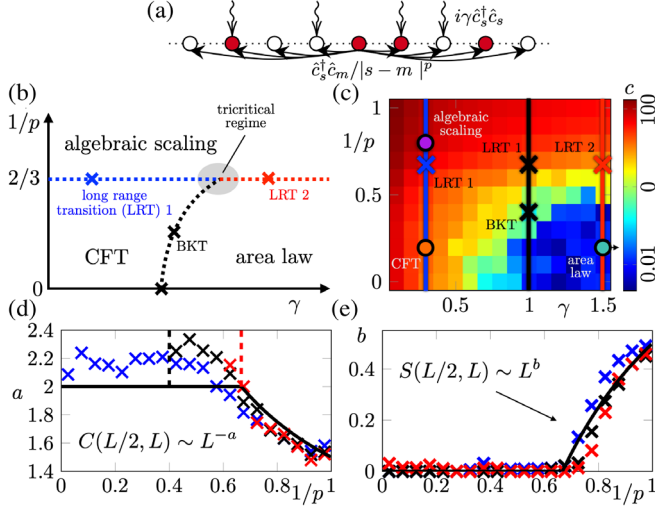 (a)
iγĉ†ₛĉₛ
ĉ†ₛĉₘ/|s − m|ᵖ
(b)
1/p
algebraic scaling
tricritical
regime
2/3
long range
transition (LRT) 1
LRT 2
BKT
CFT
area law
0
γ
(c)
1
1/p
0.5
0
algebraic
scaling
LRT 1
LRT 1
LRT 2
BKT
CFT
area
law
0.5
1
γ
1.5
c
100
1
0.01
(d)
2.4
2.2
a
2
1.8
1.6
1.4
C(L/2, L) ∼ L⁻ᵃ
0
0.2
0.4
0.6
0.8
1/p
1
(e)
b
0.4
0.2
0
S(L/2, L) ∼ Lᵇ
0
0.2
0.4
0.6
0.8
1/p
1